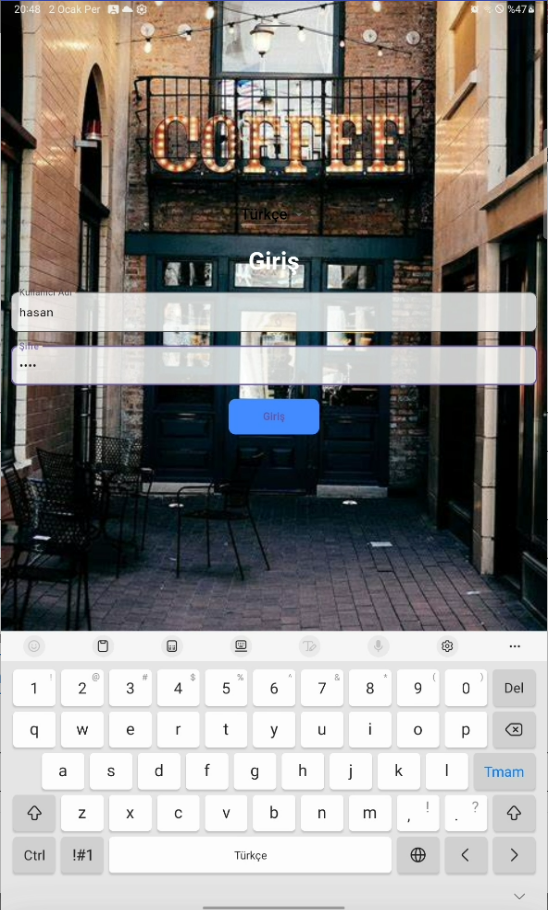 20:48 2 Ocak Per %47
COFFEE
Türkçe
Giriş
Kullanıcı Adı
hasan
Şifre
••••
Giriş
! @ # $ % ^ & * ( )
1 2 3 4 5 6 7 8 9 0 Del
q w e r t y u i o p
a s d f g h j k l Tmam
z x c v b n m , ! . ?
Ctrl !#1 Türkçe